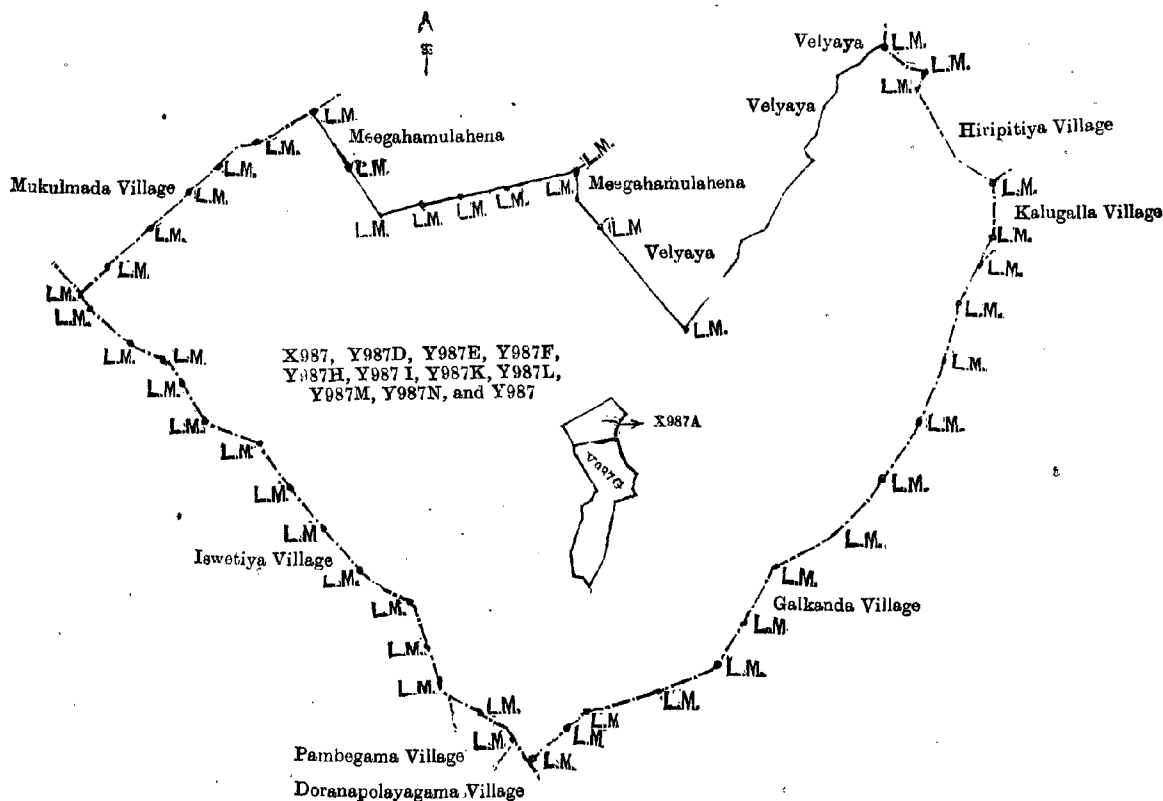 Velyaya L.M.
L.M.
L.M.
Velyaya
L.M.
Meegahamulahena
Hiripitiya Village
L.M.
L.M.
L.M.
L.M.
Mukulmada Village
L.M.
L.M.
L.M.
L.M.
L.M.
Meegahamulahena
L.M.
Kalugalla Village
L.M.
L.M.
L.M.
L.M
L.M.
Velyaya
L.M.
L.M.
L.M.
L.M.
L.M.
L.M.
L.M.
L.M.
L.M.
X987, Y987D, Y987E, Y987F,
Y987H, Y987I, Y987K, Y987L,
Y987M, Y987N, and Y987
L.M.
L.M.
L.M.
X987A
L.M.
L.M
L.M.
L.M.
L.M
L.M.
Iswetiya Village
L.M.
L.M.
Galkanda Village
L.M.
L.M
L.M.
L.M.
L.M.
L.M.
L.M.
L.M
L.M
L.M.
Pambegama Village
L.M.
Doranapolayagama Village